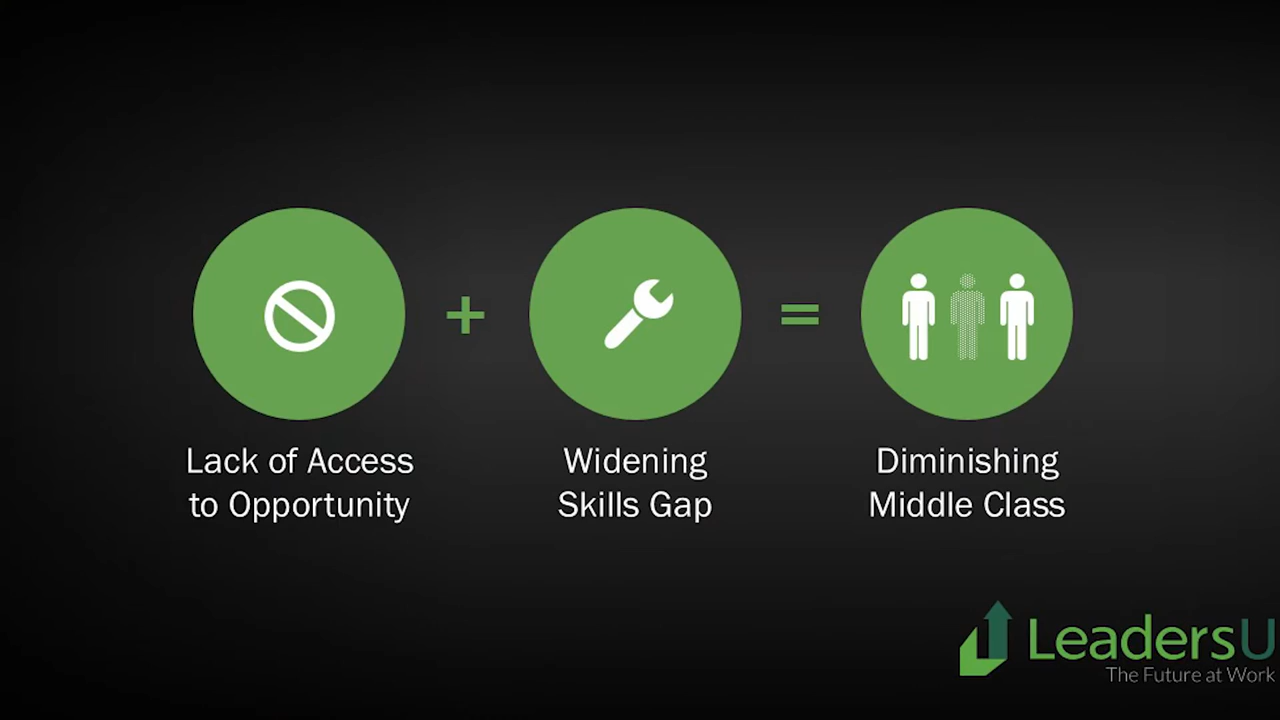 Lack of Access
to Opportunity
+
Widening
Skills Gap
=
Diminishing
Middle Class
LeadersU
The Future at Work